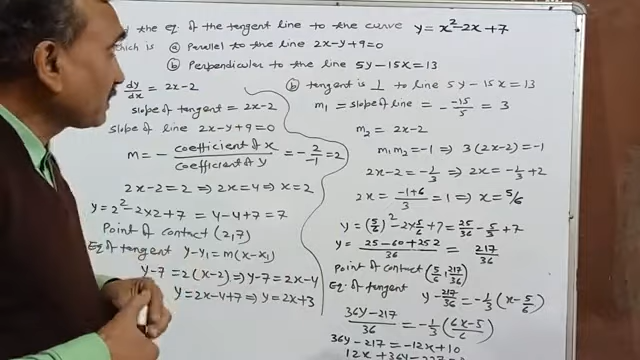 the eq. of the tangent line to the curve y=x²-2x+7
which is (a) Parallel to the line 2x-y+9=0
(b) Perpendicular to the line 5y-15x=13
dy/dx = 2x-2
slope of tangent = 2x-2
slope of line 2x-y+9=0
m = - coefficient of x / coefficient of y = -2/-1 = 2
2x-2=2 ⇒ 2x=4 ⇒ x=2
y=2²-2×2+7 = 4-4+7=7
Point of contact (2,7)
Eq of tangent y-y₁=m(x-x₁)
y-7=2(x-2) ⇒ y-7=2x-4
y=2x-4+7 ⇒ y=2x+3
(b) tangent is ⊥ to line 5y-15x=13
m₁ = slope of line = - -15/5 = 3
m₂ = 2x-2
m₁m₂=-1 ⇒ 3(2x-2)=-1
2x-2=-1/3 ⇒ 2x=-1/3+2
2x = -1+6/3 = 1 ⇒ x=5/6
y=(5/6)²-2×5/6+7 = 25/36-5/3+7
y= 25-60+252/36 = 217/36
Point of contact (5/6, 217/36)
Eq. of tangent y-217/36=-1/3(x-5/6)
36y-217/36 = -1/3(6x-5/6)
36y-217=-12x+10